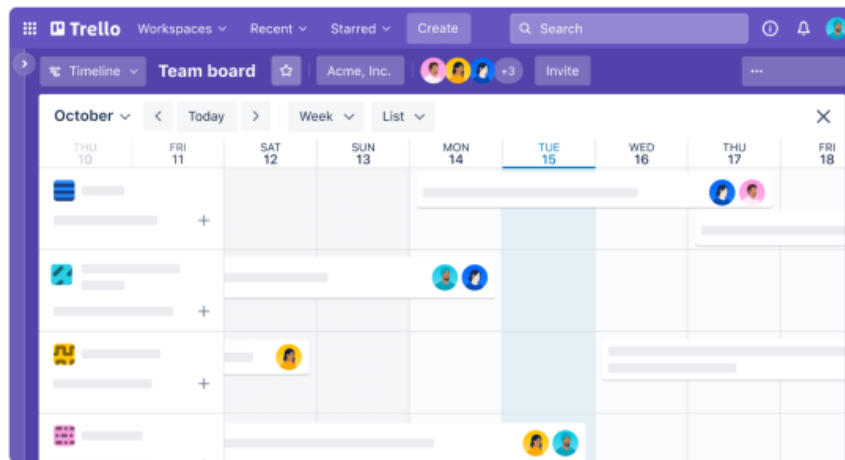 Trello Workspaces Recent Starred Create Search
Timeline Team board Acme, Inc. +3 Invite
October Today Week List
THU FRI SAT SUN MON TUE WED THU FRI
10 11 12 13 14 15 16 17 18